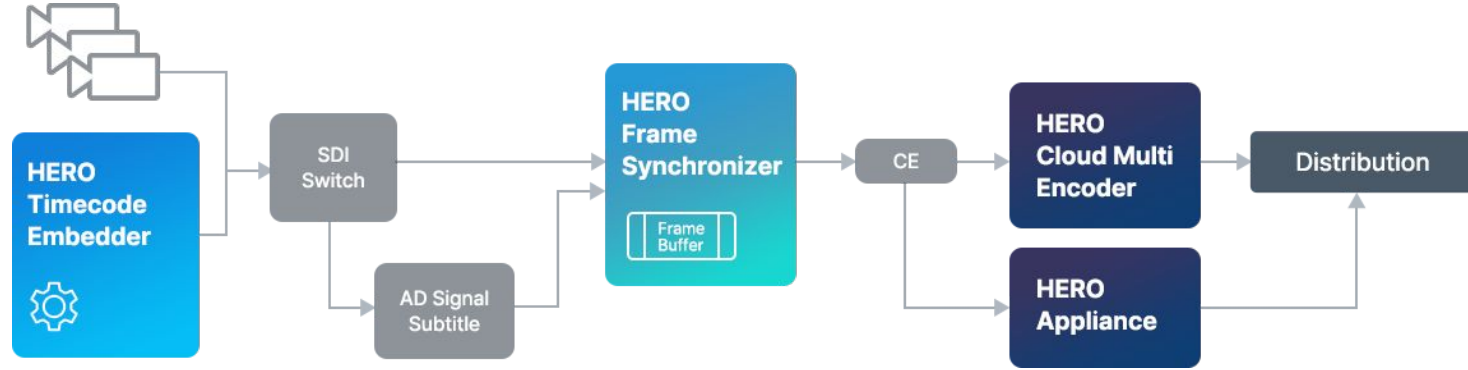 HERO
Timecode
Embedder
SDI
Switch
AD Signal
Subtitle
HERO
Frame
Synchronizer
Frame
Buffer
CE
HERO
Cloud Multi
Encoder
HERO
Appliance
Distribution